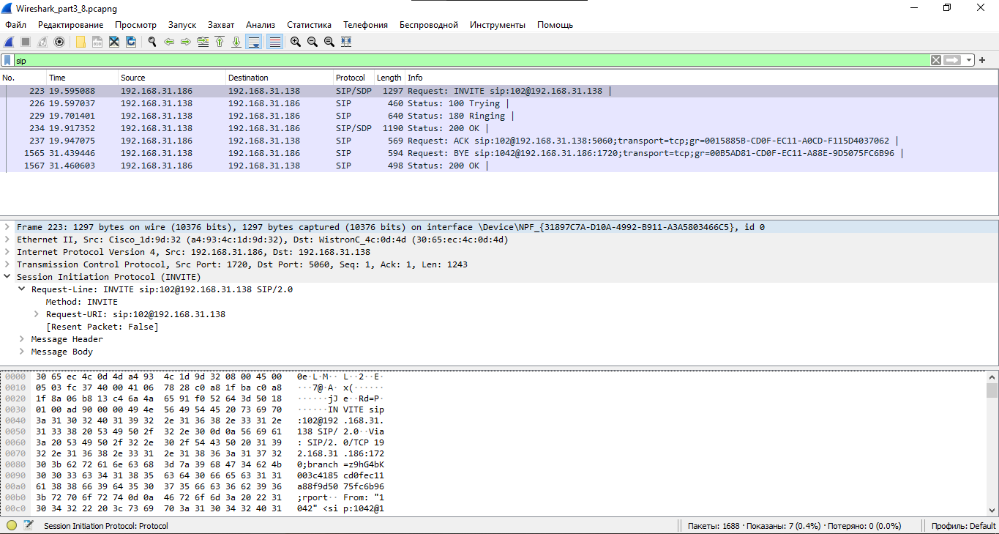 Wireshark_part3_8.pcapng
Файл Редактирование Просмотр Запуск Захват Анализ Статистика Телефония Беспроводной Инструменты Помощь
sip
No. Time Source Destination Protocol Length Info
223 19.595088 192.168.31.186 192.168.31.138 SIP/SDP 1297 Request: INVITE sip:102@192.168.31.138 |
226 19.597037 192.168.31.138 192.168.31.186 SIP 460 Status: 100 Trying |
229 19.701401 192.168.31.138 192.168.31.186 SIP 640 Status: 180 Ringing |
234 19.917352 192.168.31.138 192.168.31.186 SIP/SDP 1190 Status: 200 OK |
237 19.947075 192.168.31.186 192.168.31.138 SIP 569 Request: ACK sip:102@192.168.31.138:5060;transport=tcp;gr=0015885B-CD0F-EC11-A0CD-F115D4037062 |
1565 31.439446 192.168.31.138 192.168.31.186 SIP 594 Request: BYE sip:1042@192.168.31.186:1720;transport=tcp;gr=00B5AD81-CD0F-EC11-A88E-9D5075FC6B96 |
1567 31.460603 192.168.31.186 192.168.31.138 SIP 498 Status: 200 OK |
Frame 223: 1297 bytes on wire (10376 bits), 1297 bytes captured (10376 bits) on interface \Device\NPF_{31897C7A-D10A-4992-B911-A3A5803466C5}, id 0
Ethernet II, Src: Cisco_1d:9d:32 (a4:93:4c:1d:9d:32), Dst: WistronC_4c:0d:4d (30:65:ec:4c:0d:4d)
Internet Protocol Version 4, Src: 192.168.31.186, Dst: 192.168.31.138
Transmission Control Protocol, Src Port: 1720, Dst Port: 5060, Seq: 1, Ack: 1, Len: 1243
Session Initiation Protocol (INVITE)
Request-Line: INVITE sip:102@192.168.31.138 SIP/2.0
Method: INVITE
Request-URI: sip:102@192.168.31.138
[Resent Packet: False]
Message Header
Message Body
0000 30 65 ec 4c 0d 4d a4 93 4c 1d 9d 32 08 00 45 00 0e·L·M·· L··2··E·
0010 05 03 fc 37 40 00 41 06 78 28 c0 a8 1f ba c0 a8 ···7@·A· x(······
0020 1f 8a 06 b8 13 c4 6a 4a 65 91 f0 52 64 3d 50 18 ······jJ e··Rd=P·
0030 01 00 ad 90 00 00 49 4e 56 49 54 45 20 73 69 70 ······IN VITE sip
0040 3a 31 30 32 40 31 39 32 2e 31 36 38 2e 33 31 2e :102@192 .168.31.
0050 31 33 38 20 53 49 50 2f 32 2e 30 0d 0a 56 69 61 138 SIP/ 2.0··Via
0060 3a 20 53 49 50 2f 32 2e 30 2f 54 43 50 20 31 39 : SIP/2. 0/TCP 19
0070 32 2e 31 36 38 2e 33 31 2e 31 38 36 3a 31 37 32 2.168.31 .186:172
0080 30 3b 62 72 61 6e 63 68 3d 7a 39 68 47 34 62 4b 0;branch =z9hG4bK
0090 30 30 33 63 34 31 38 35 63 64 30 66 65 63 31 31 003c4185 cd0fec11
00a0 61 38 38 66 39 64 35 30 37 35 66 63 36 62 39 36 a88f9d50 75fc6b96
00b0 3b 72 70 6f 72 74 0d 0a 46 72 6f 6d 3a 20 22 31 ;rport·· From: "1
00c0 30 34 32 22 20 3c 73 69 70 3a 31 30 34 32 40 31 042" <si p:1042@1
Session Initiation Protocol: Protocol Пакеты: 1688 · Показаны: 7 (0.4%) · Потеряно: 0 (0.0%) Профиль: Default